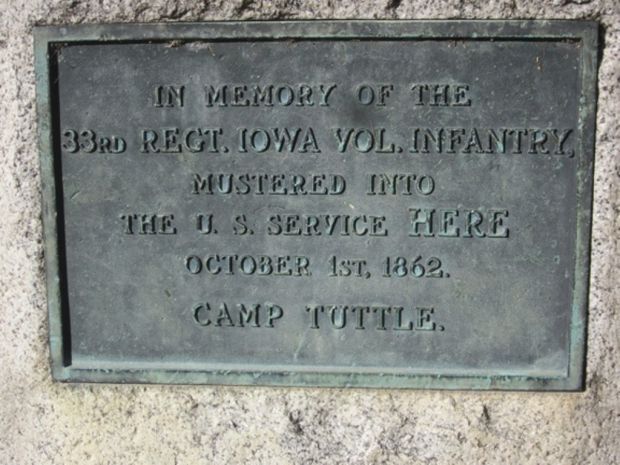 IN MEMORY OF THE
33RD REGT. IOWA VOL. INFANTRY,
MUSTERED INTO
THE U. S. SERVICE HERE
OCTOBER 1ST, 1862.
CAMP TUTTLE.